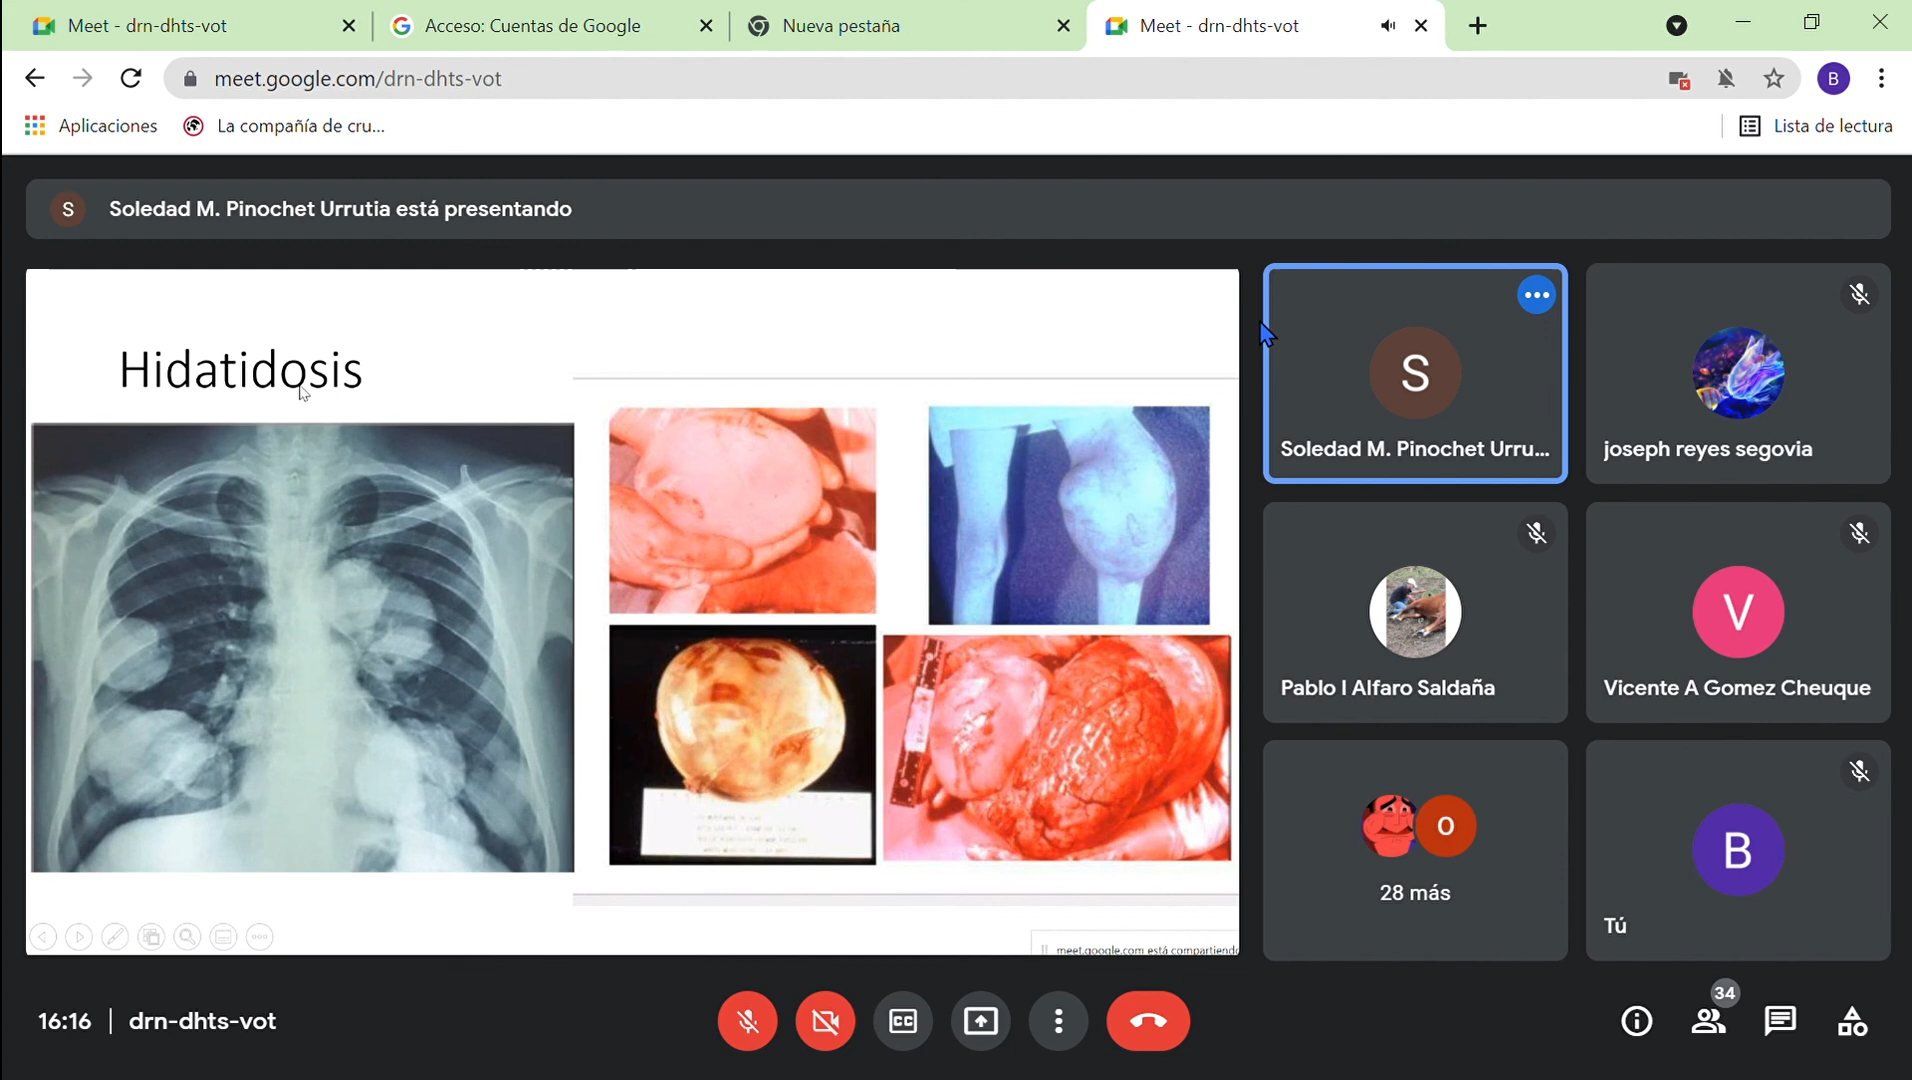 Meet - drn-dhts-vot
Acceso: Cuentas de Google
Nueva pestaña
Meet - drn-dhts-vot
meet.google.com/drn-dhts-vot
B
Aplicaciones
La compañía de cru...
Lista de lectura
S
Soledad M. Pinochet Urrutia está presentando
Hidatidosis
S
Soledad M. Pinochet Urru...
joseph reyes segovia
Pablo I Alfaro Saldaña
V
Vicente A Gomez Cheuque
O
28 más
B
Tú
meet.google.com está compartiendo
16:16
drn-dhts-vot
CC
34